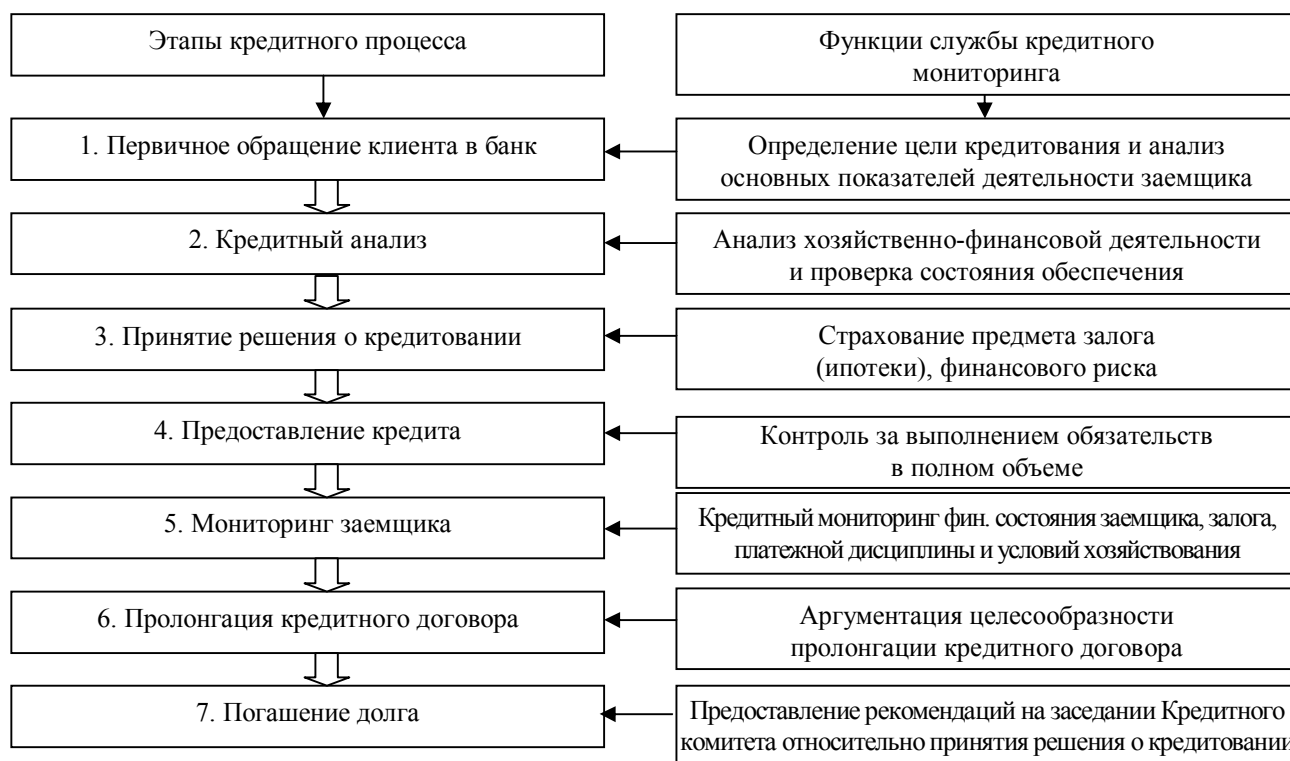 Этапы кредитного процесса
Функции службы кредитного
мониторинга
1. Первичное обращение клиента в банк
Определение цели кредитования и анализ
основных показателей деятельности заемщика
2. Кредитный анализ
Анализ хозяйственно-финансовой деятельности
и проверка состояния обеспечения
3. Принятие решения о кредитовании
Страхование предмета залога
(ипотеки), финансового риска
4. Предоставление кредита
Контроль за выполнением обязательств
в полном объеме
5. Мониторинг заемщика
Кредитный мониторинг фин. состояния заемщика, залога,
платежной дисциплины и условий хозяйствования
6. Пролонгация кредитного договора
Аргументация целесообразности
пролонгации кредитного договора
7. Погашение долга
Предоставление рекомендаций на заседании Кредитного
комитета относительно принятия решения о кредитовании